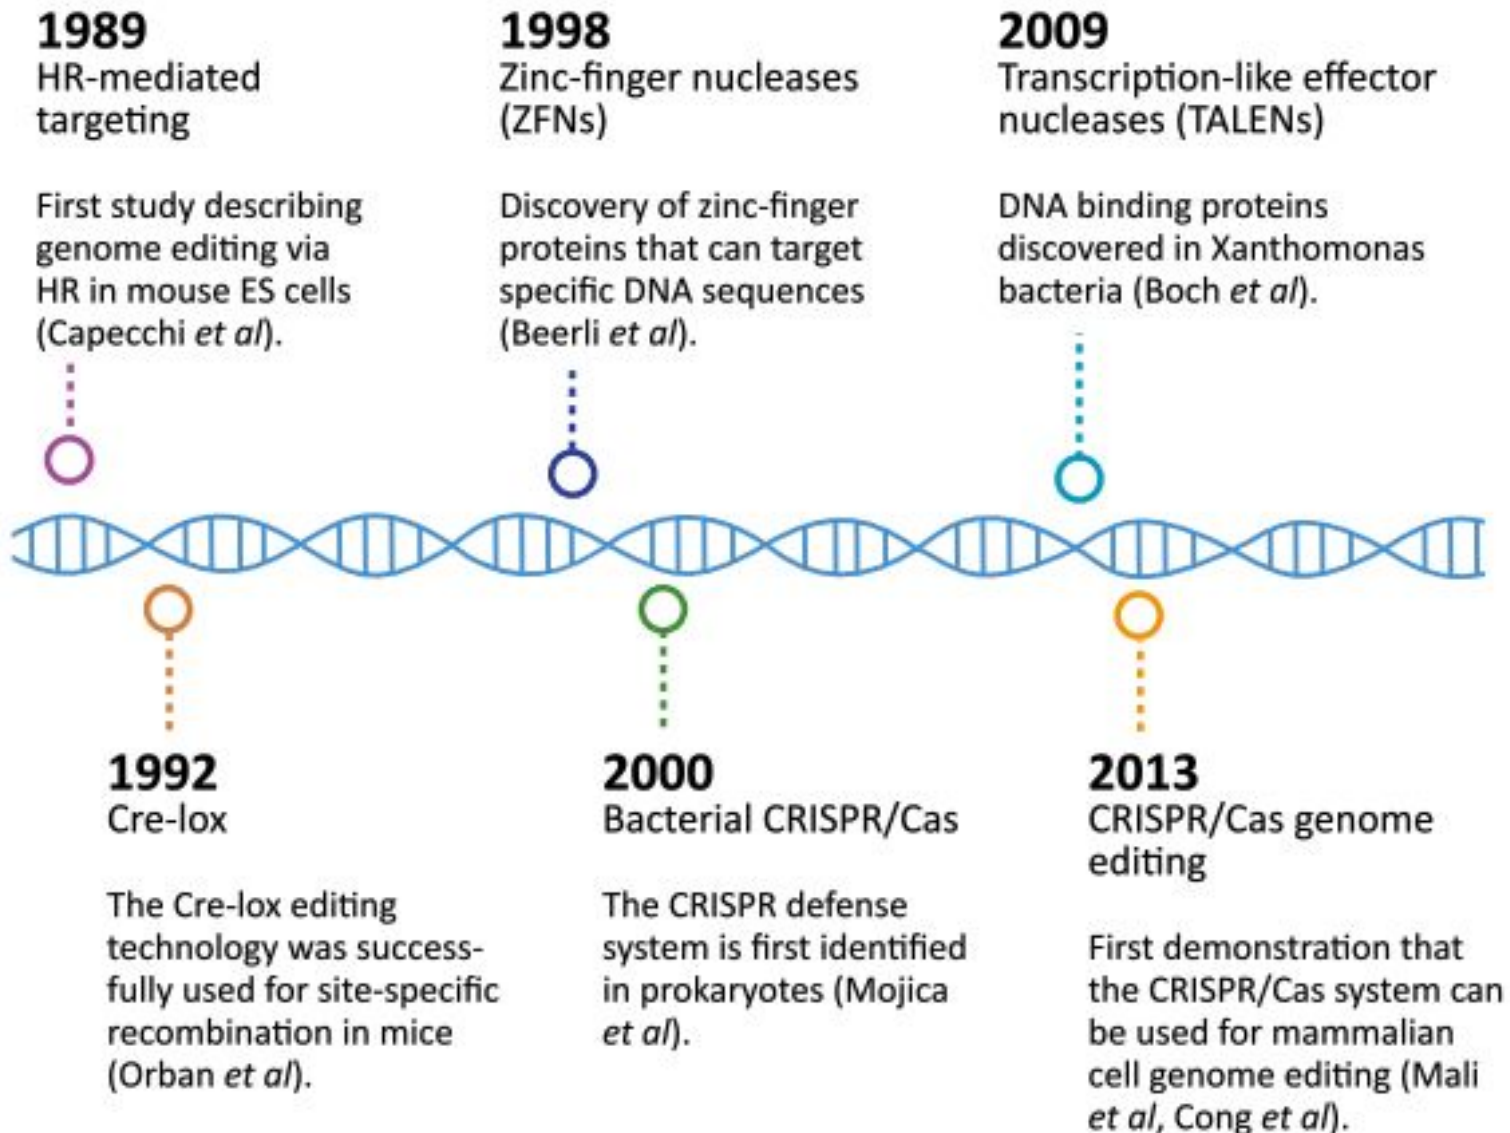 1989
HR-mediated
targeting
First study describing
genome editing via
HR in mouse ES cells
(Capecchi et al).
1998
Zinc-finger nucleases
(ZFNs)
Discovery of zinc-finger
proteins that can target
specific DNA sequences
(Beerli et al).
2009
Transcription-like effector
nucleases (TALENs)
DNA binding proteins
discovered in Xanthomonas
bacteria (Boch et al).
1992
Cre-lox
The Cre-lox editing
technology was success-
fully used for site-specific
recombination in mice
(Orban et al).
2000
Bacterial CRISPR/Cas
The CRISPR defense
system is first identified
in prokaryotes (Mojica
et al).
2013
CRISPR/Cas genome
editing
First demonstration that
the CRISPR/Cas system can
be used for mammalian
cell genome editing (Mali
et al, Cong et al).